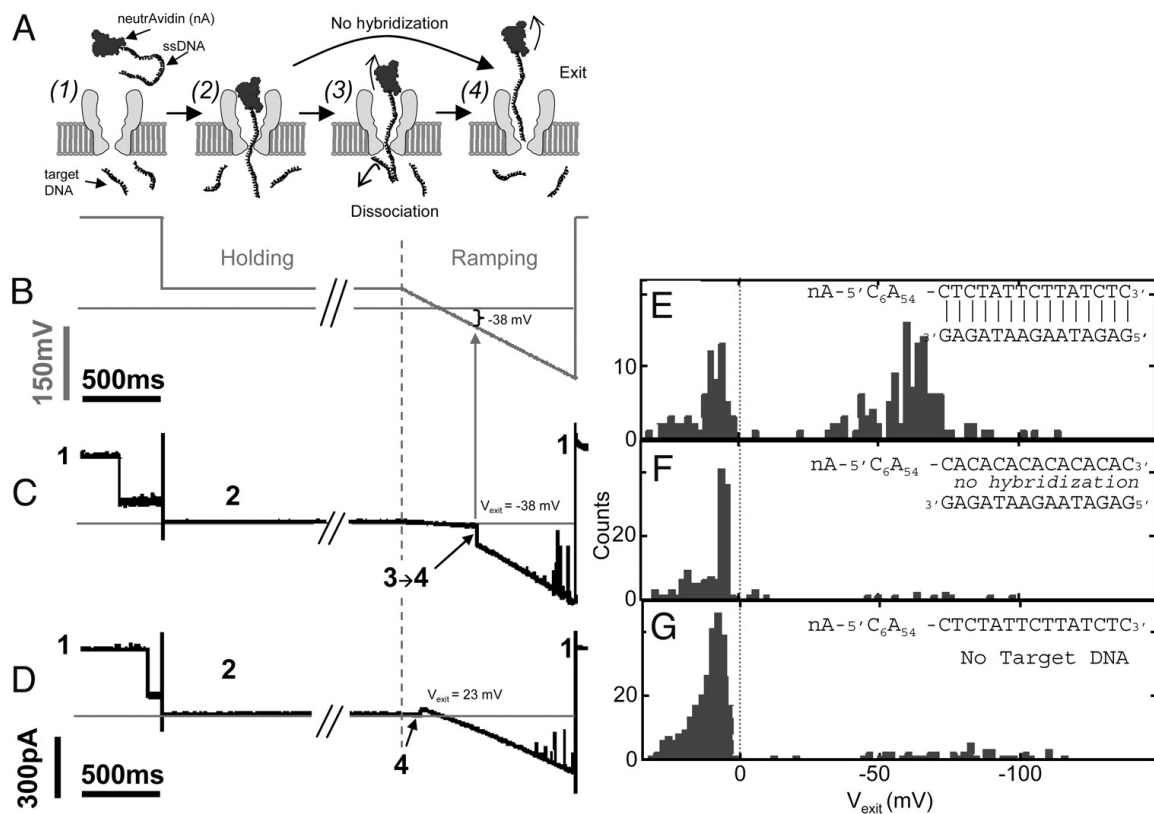 A
neutrAvidin (nA)
ssDNA
No hybridization
Exit
(1)
(2)
(3)
(4)
target
DNA
Dissociation
Holding
Ramping
B
-38 mV
150mV
500ms
1
1
C
2
Vexit = -38 mV
3→4
1
1
D
2
Vexit = 23 mV
4
300pA
500ms
E
nA-5'C6A54 -CTCTATTCTTATCTC3'
3'GAGATAAGAATAGAG5'
10
0
F
nA-5'C6A54 -CACACACACACACAC3'
no hybridization
3'GAGATAAGAATAGAG5'
Counts
20
0
G
nA-5'C6A54 -CTCTATTCTTATCTC3'
No Target DNA
20
0
0
-50
-100
Vexit (mV)